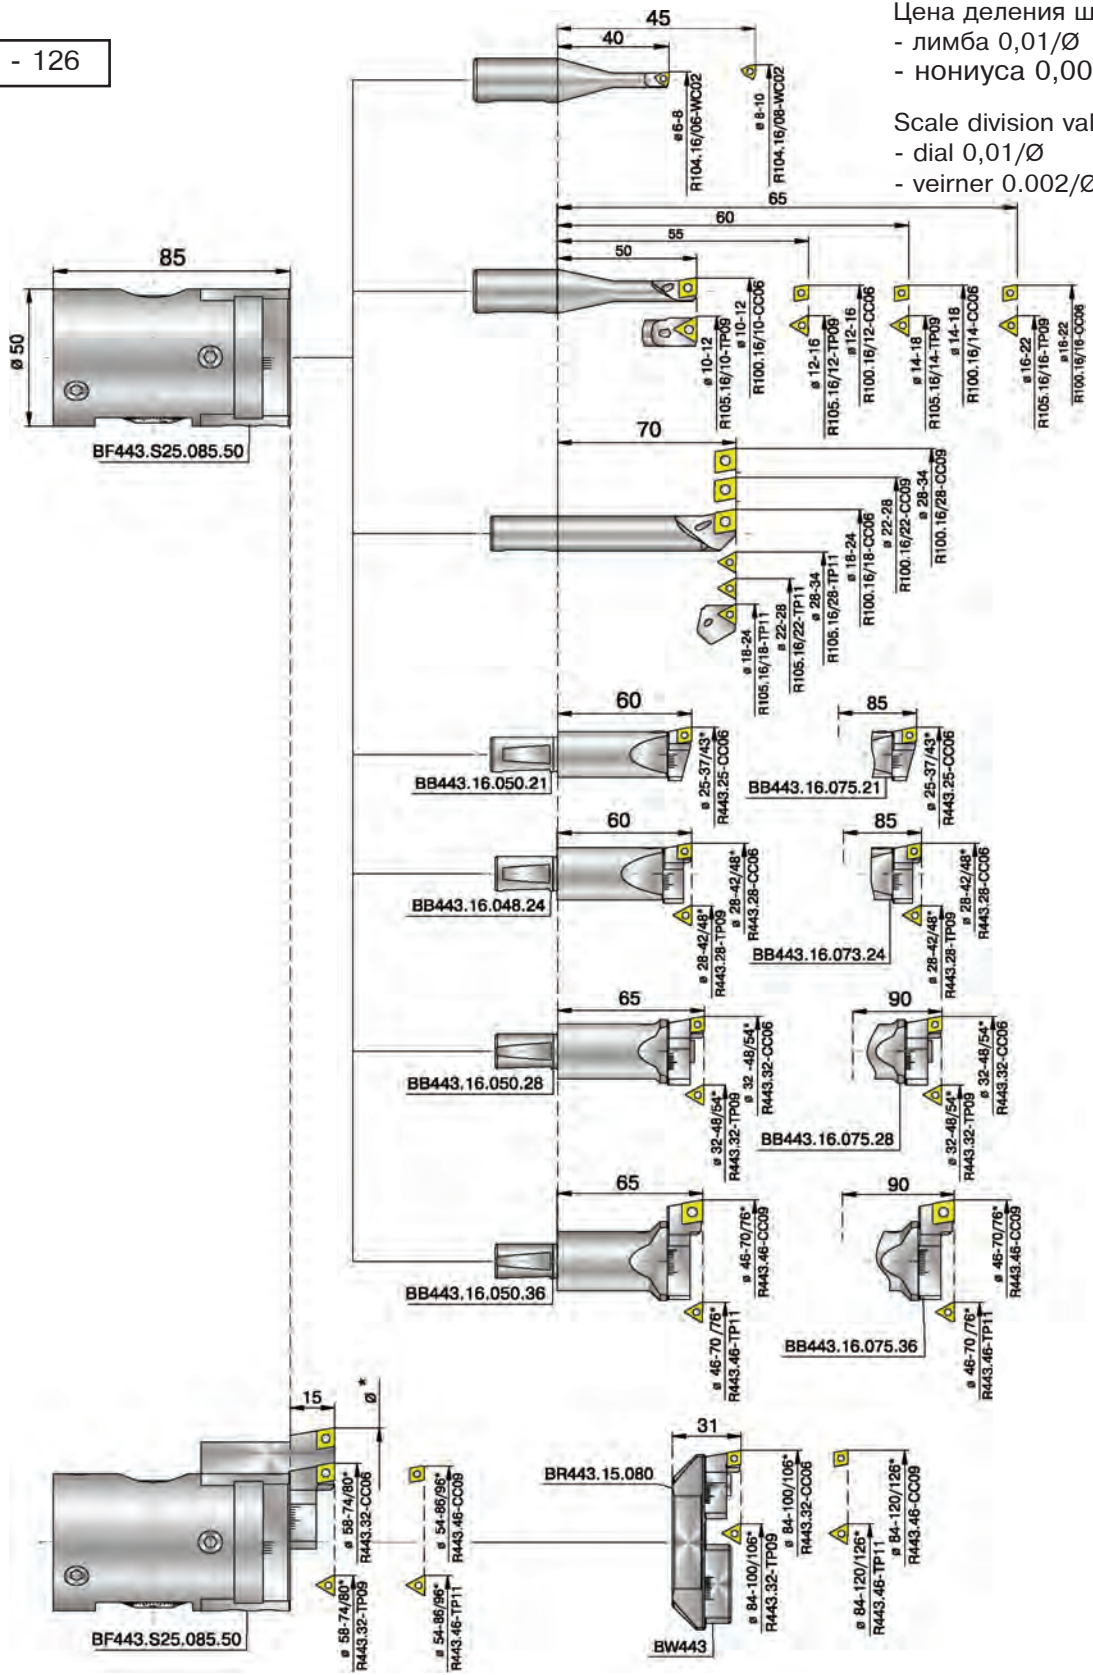 - 126
Цена деления ш
- лимба 0,01/Ø
- нониуса 0,00
Scale division val
- dial 0,01/Ø
- veirner 0.002/Ø
45
40
ø6-8
R104.16/06-WC02
ø 8-10
R104.16/08-WC02
65
60
55
50
85
Ø 50
BF443.S25.085.50
ø 10-12
R105.16/10-TP09
ø 10-12
R100.16/10-CC06
ø 12-16
R105.16/12-TP09
ø 12-16
R100.16/12-CC06
ø 14-18
R105.16/14-TP09
ø 14-18
R100.16/14-CC06
ø16-22
R105.16/16-TP09
ø16-22
R100.16/16-CC06
70
ø 18-24
R105.16/18-TP11
ø 22-28
R105.16/22-TP11
ø 28-34
R105.16/28-TP11
ø 18-24
R100.16/18-CC06
ø 22-28
R100.16/22-CC09
ø 28-34
R100.16/28-CC09
60
BB443.16.050.21
ø 25-37/43*
R443.25-CC06
85
BB443.16.075.21
ø 25-37/43*
R443.25-CC06
60
BB443.16.048.24
ø 28-42/48*
R443.28-TP09
ø 28-42/48*
R443.28-CC06
85
BB443.16.073.24
ø 28-42/48*
R443.28-TP09
ø 28-42/48*
R443.28-CC06
65
BB443.16.050.28
ø 32-48/54*
R443.32-TP09
ø 32 -48/54*
R443.32-CC06
90
BB443.16.075.28
ø 32-48/54*
R443.32-TP09
ø 32-48/54*
R443.32-CC06
65
BB443.16.050.36
ø 46-70 /76*
R443.46-TP11
ø 46-70/76*
R443.46-CC09
90
BB443.16.075.36
ø 46-70 /76*
R443.46-TP11
ø 46-70/76*
R443.46-CC09
15
ø *
BF443.S25.085.50
ø 58-74/80*
R443.32-TP09
ø 58-74/80*
R443.32-CC06
ø 54-86/96*
R443.46-TP11
ø 54-86/96*
R443.46-CC09
31
BR443.15.080
BW443
ø 84-100/106*
R443.32-TP09
ø 84-100/106*
R443.32-CC06
ø 84-120/126*
R443.46-TP11
ø 84-120/126*
R443.46-CC09